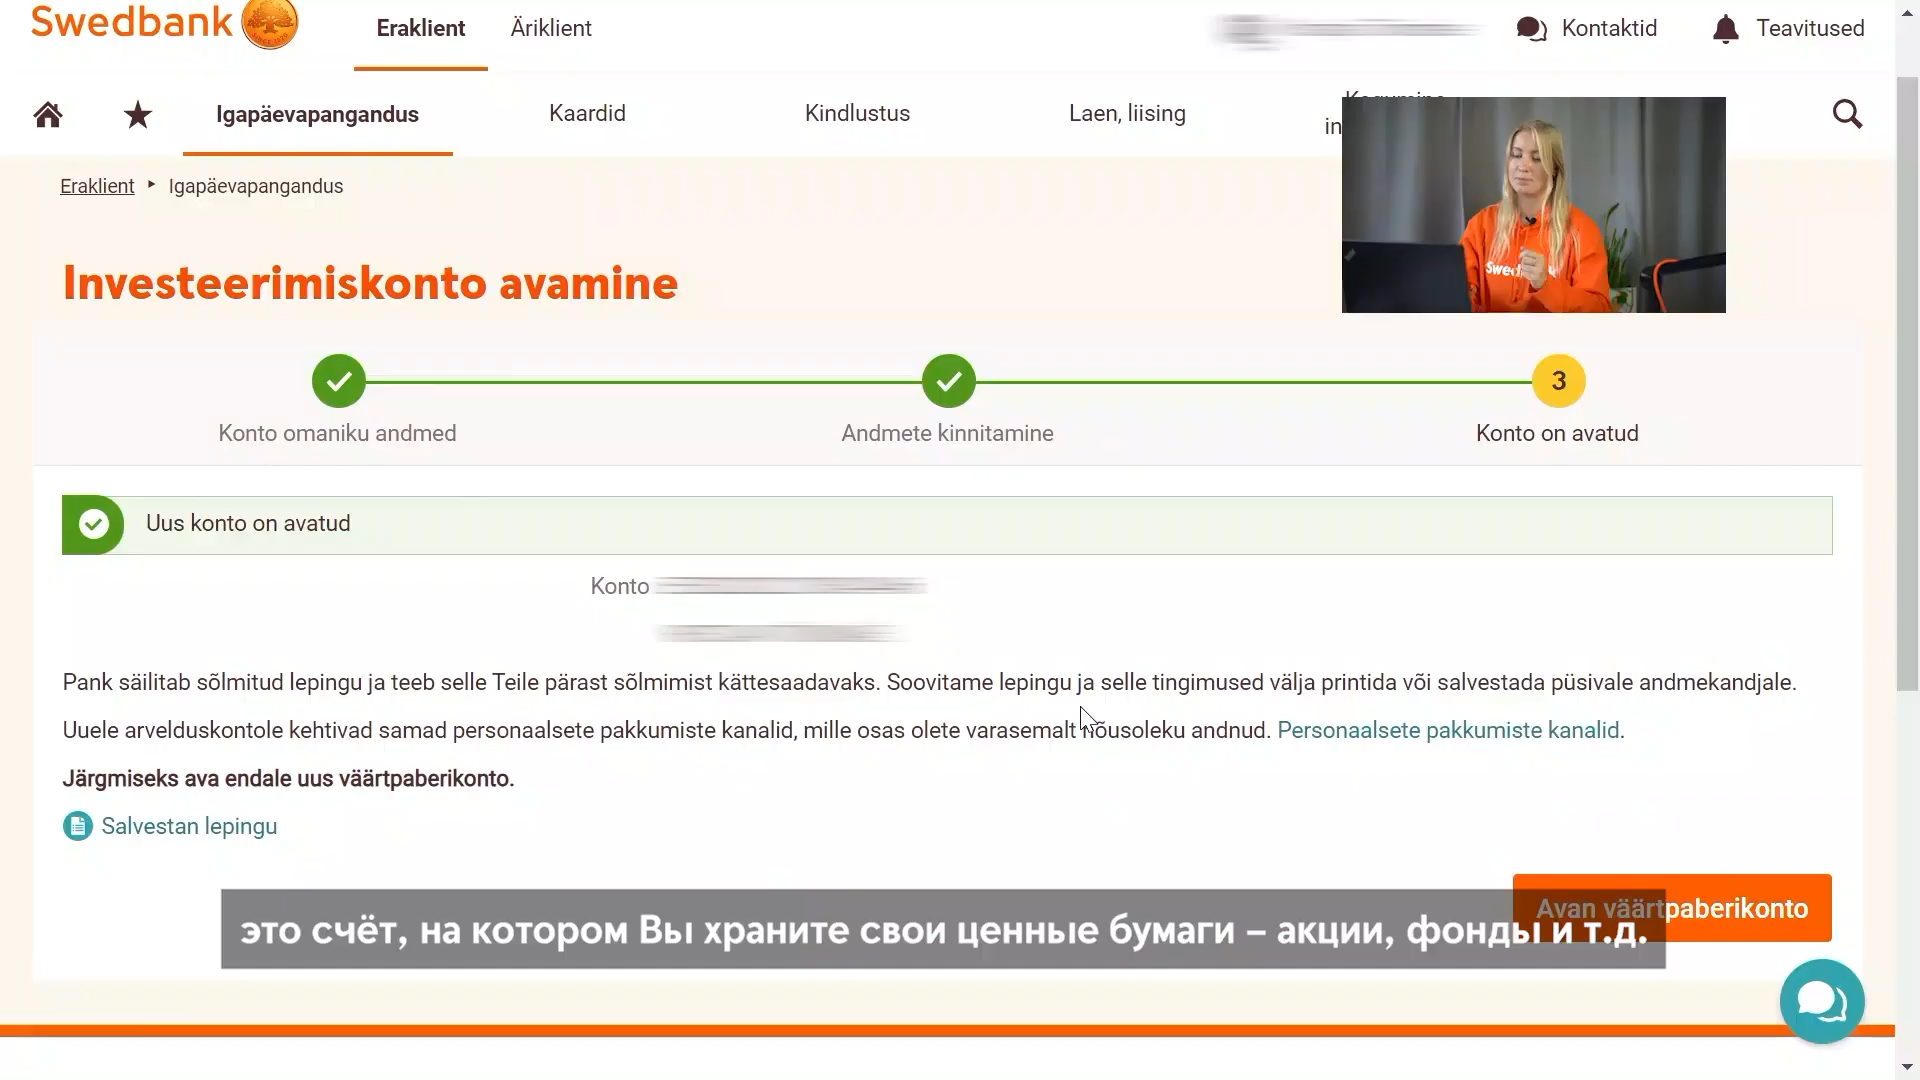 Swedbank
Eraklient Äriklient Kontaktid Teavitused
Igapäevapangandus Kaardid Kindlustus Laen, liising
in
Eraklient Igapäevapangandus
Investeerimiskonto avamine
3
Konto omaniku andmed Andmete kinnitamine Konto on avatud
Uus konto on avatud
Konto
Pank säilitab sõlmitud lepingu ja teeb selle Teile pärast sõlmimist kättesaadavaks. Soovitame lepingu ja selle tingimused välja printida või salvestada püsivale andmekandjale.
Uuele arvelduskontole kehtivad samad personaalsete pakkumiste kanalid, mille osas olete varasemalt nõusoleku andnud. Personaalsete pakkumiste kanalid.
Järgmiseks ava endale uus väärtpaberikonto.
Salvestan lepingu
Avan väärtpaberikonto
это счёт, на котором Вы храните свои ценные бумаги – акции, фонды и т.д.